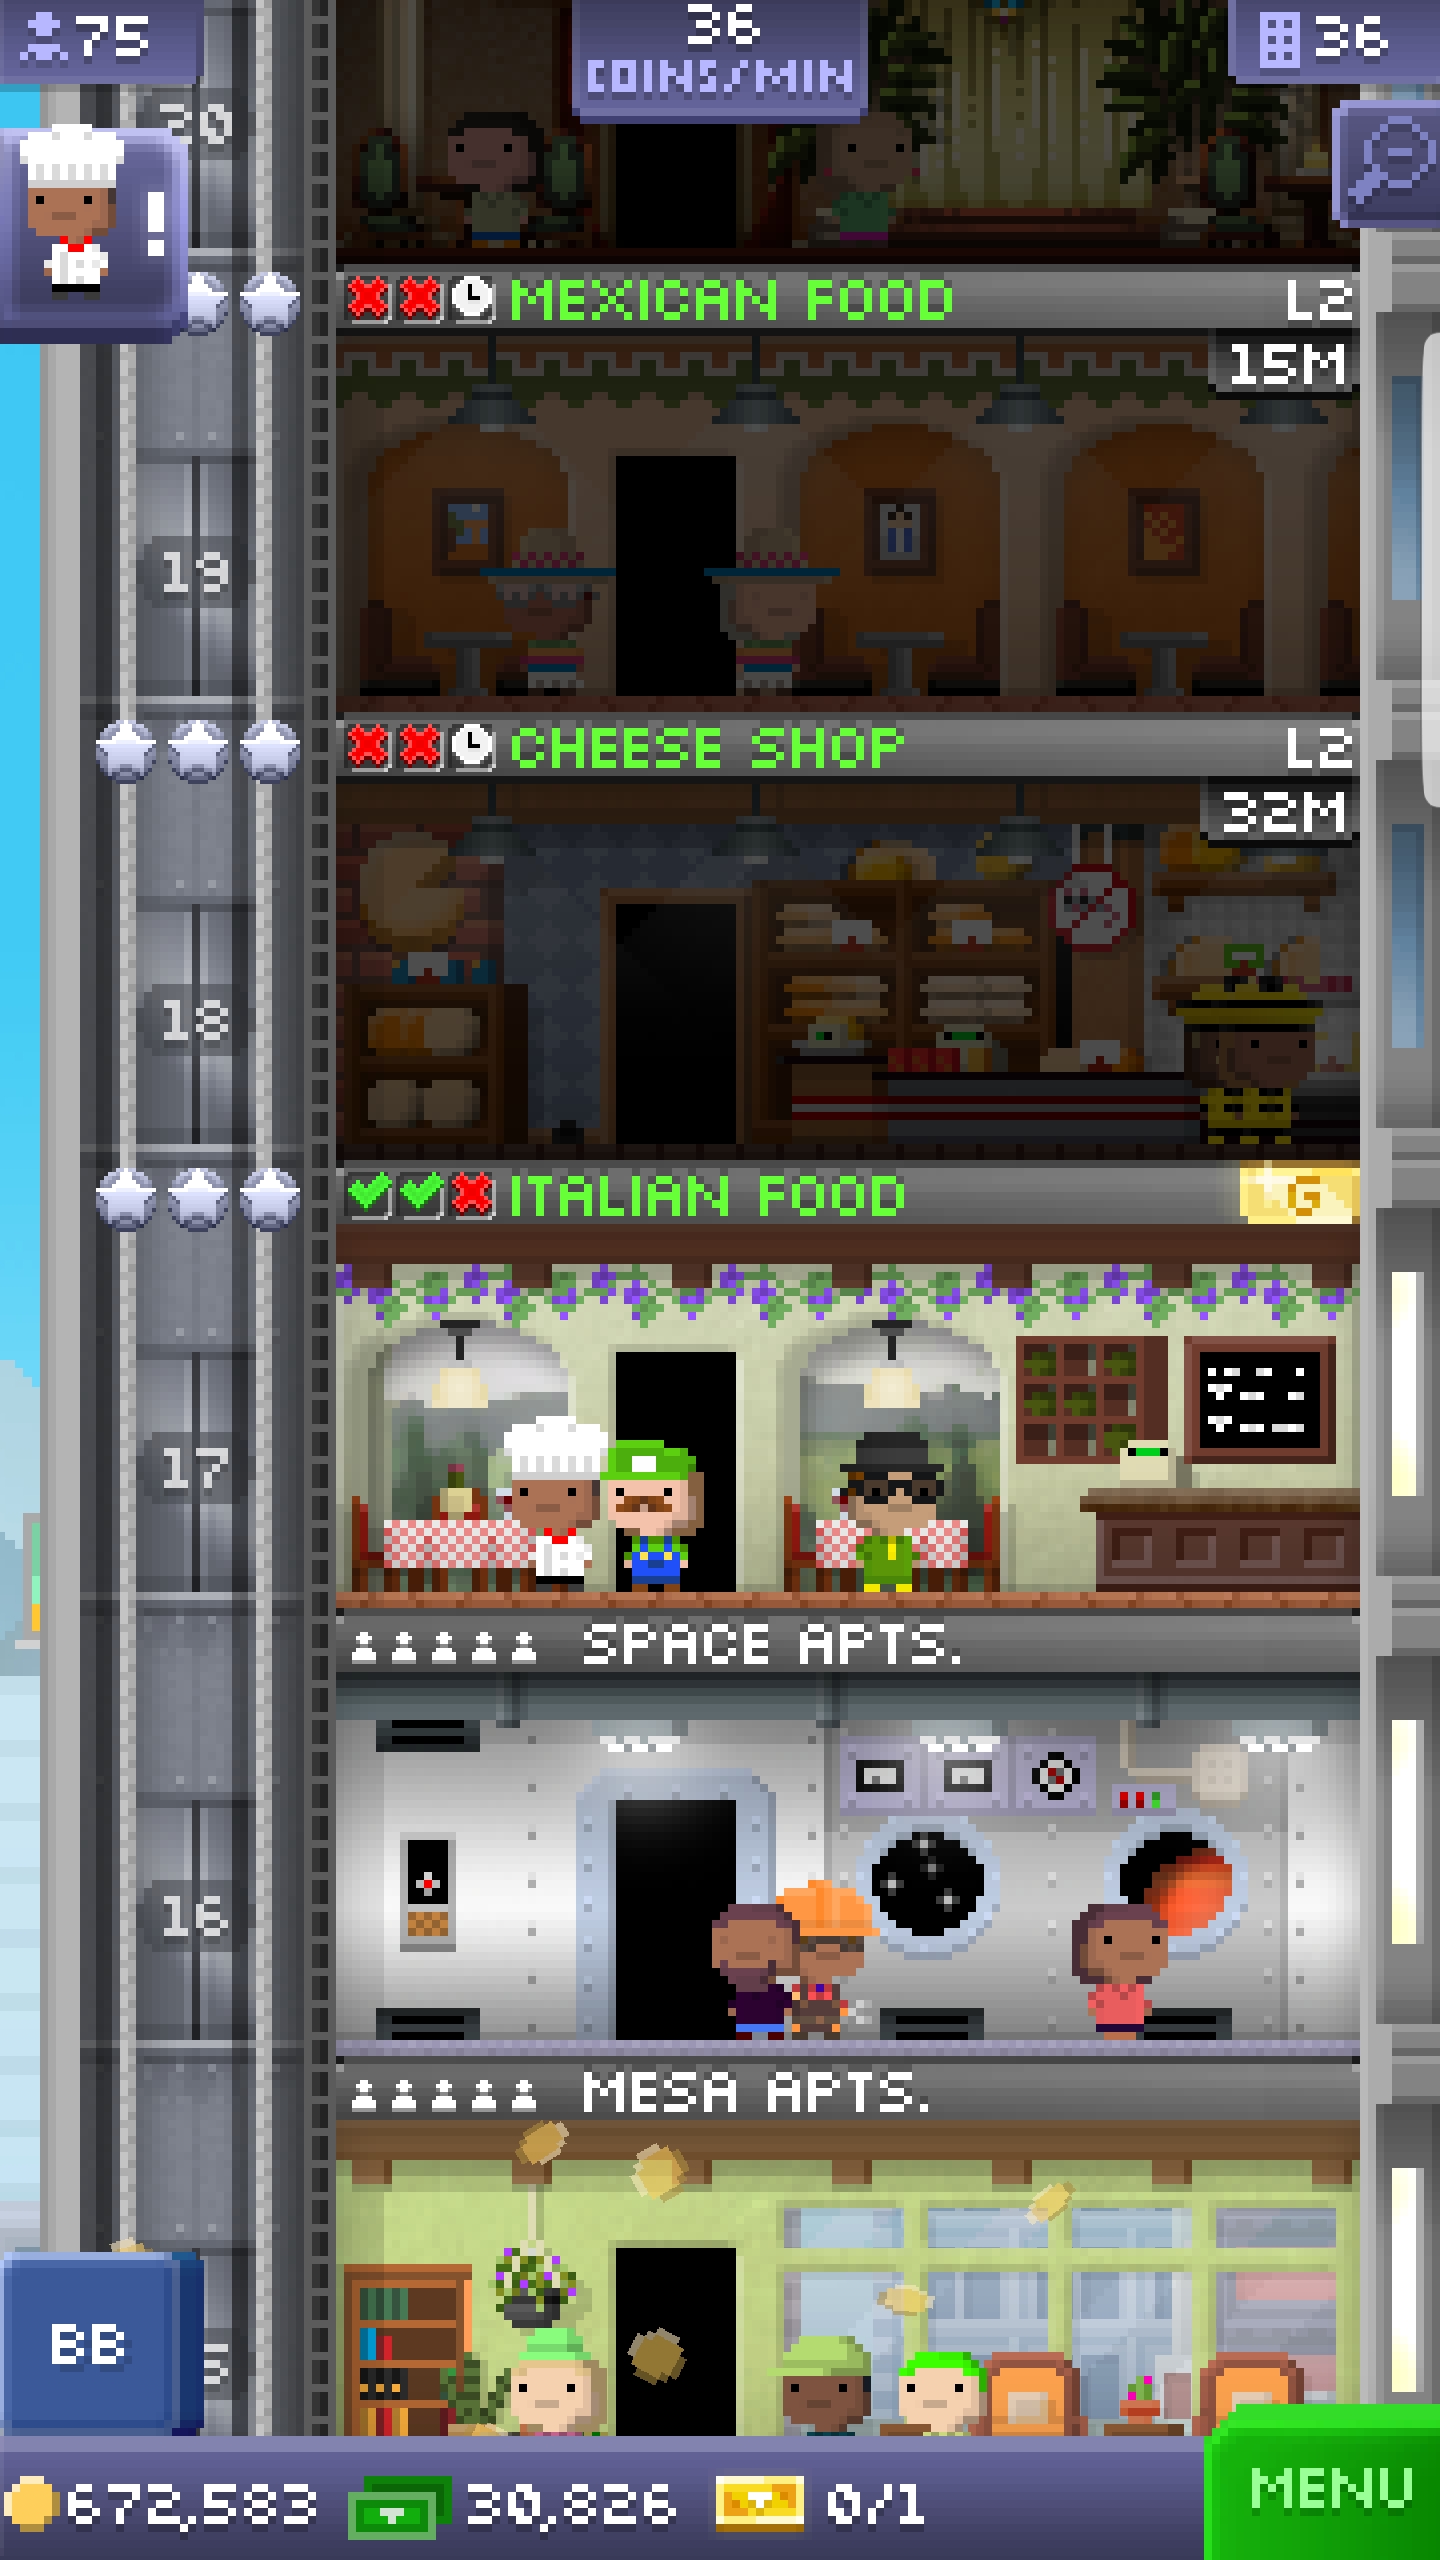 75
36
COINS/MIN
36
20
!
MEXICAN FOOD
L2
15M
19
CHEESE SHOP
L2
32M
18
ITALIAN FOOD
G
17
SPACE APTS.
16
MESA APTS.
BB
5
672,583
30,826
0/1
MENU